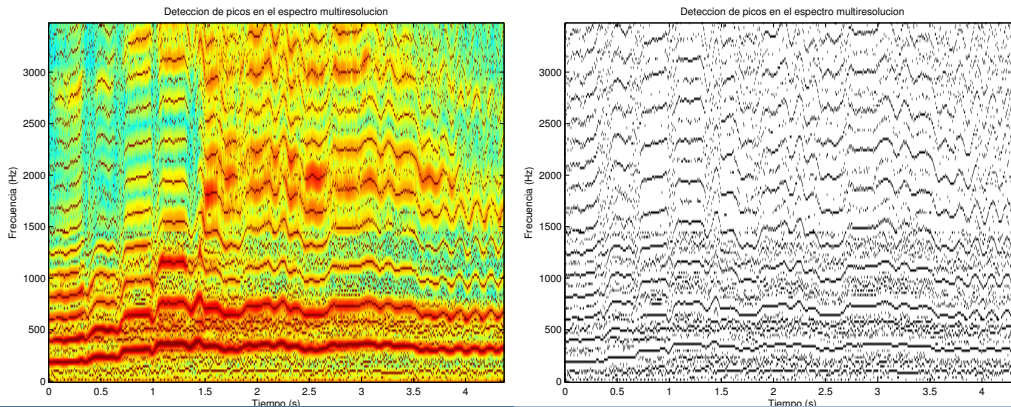 Deteccion de picos en el espectro multiresolucion
Frecuencia (Hz)
3000
2500
2000
1500
1000
500
0
0 0.5 1 1.5 2 2.5 3 3.5 4
Tiempo (s)
Deteccion de picos en el espectro multiresolucion
Frecuencia (Hz)
3000
2500
2000
1500
1000
500
0
0 0.5 1 1.5 2 2.5 3 3.5 4
Tiempo (s)